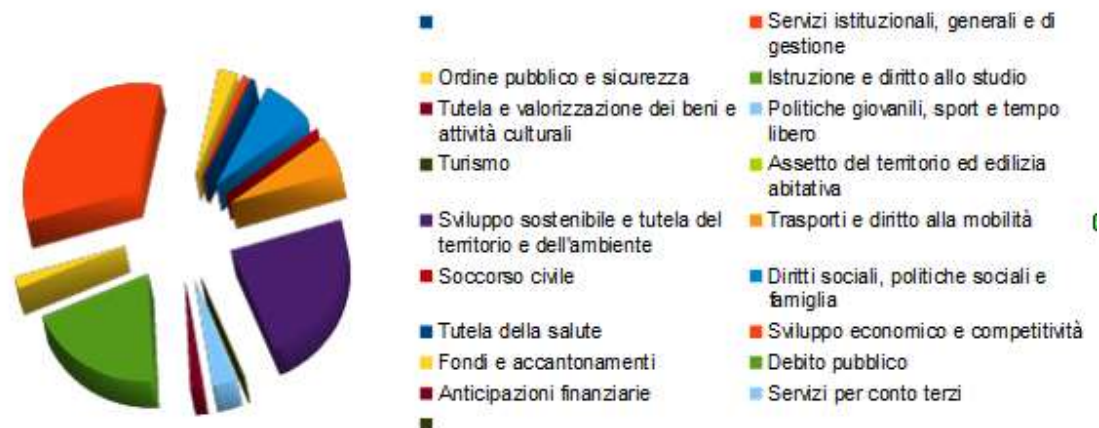 Servizi istituzionali, generali e di
gestione
Ordine pubblico e sicurezza
Istruzione e diritto allo studio
Tutela e valorizzazione dei beni e
attività culturali
Politiche giovanili, sport e tempo
libero
Turismo
Assetto del territorio ed edilizia
abitativa
Sviluppo sostenibile e tutela del
territorio e dell'ambiente
Trasporti e diritto alla mobilità
Soccorso civile
Diritti sociali, politiche sociali e
famiglia
Tutela della salute
Sviluppo economico e competitività
Fondi e accantonamenti
Debito pubblico
Anticipazioni finanziarie
Servizi per conto terzi